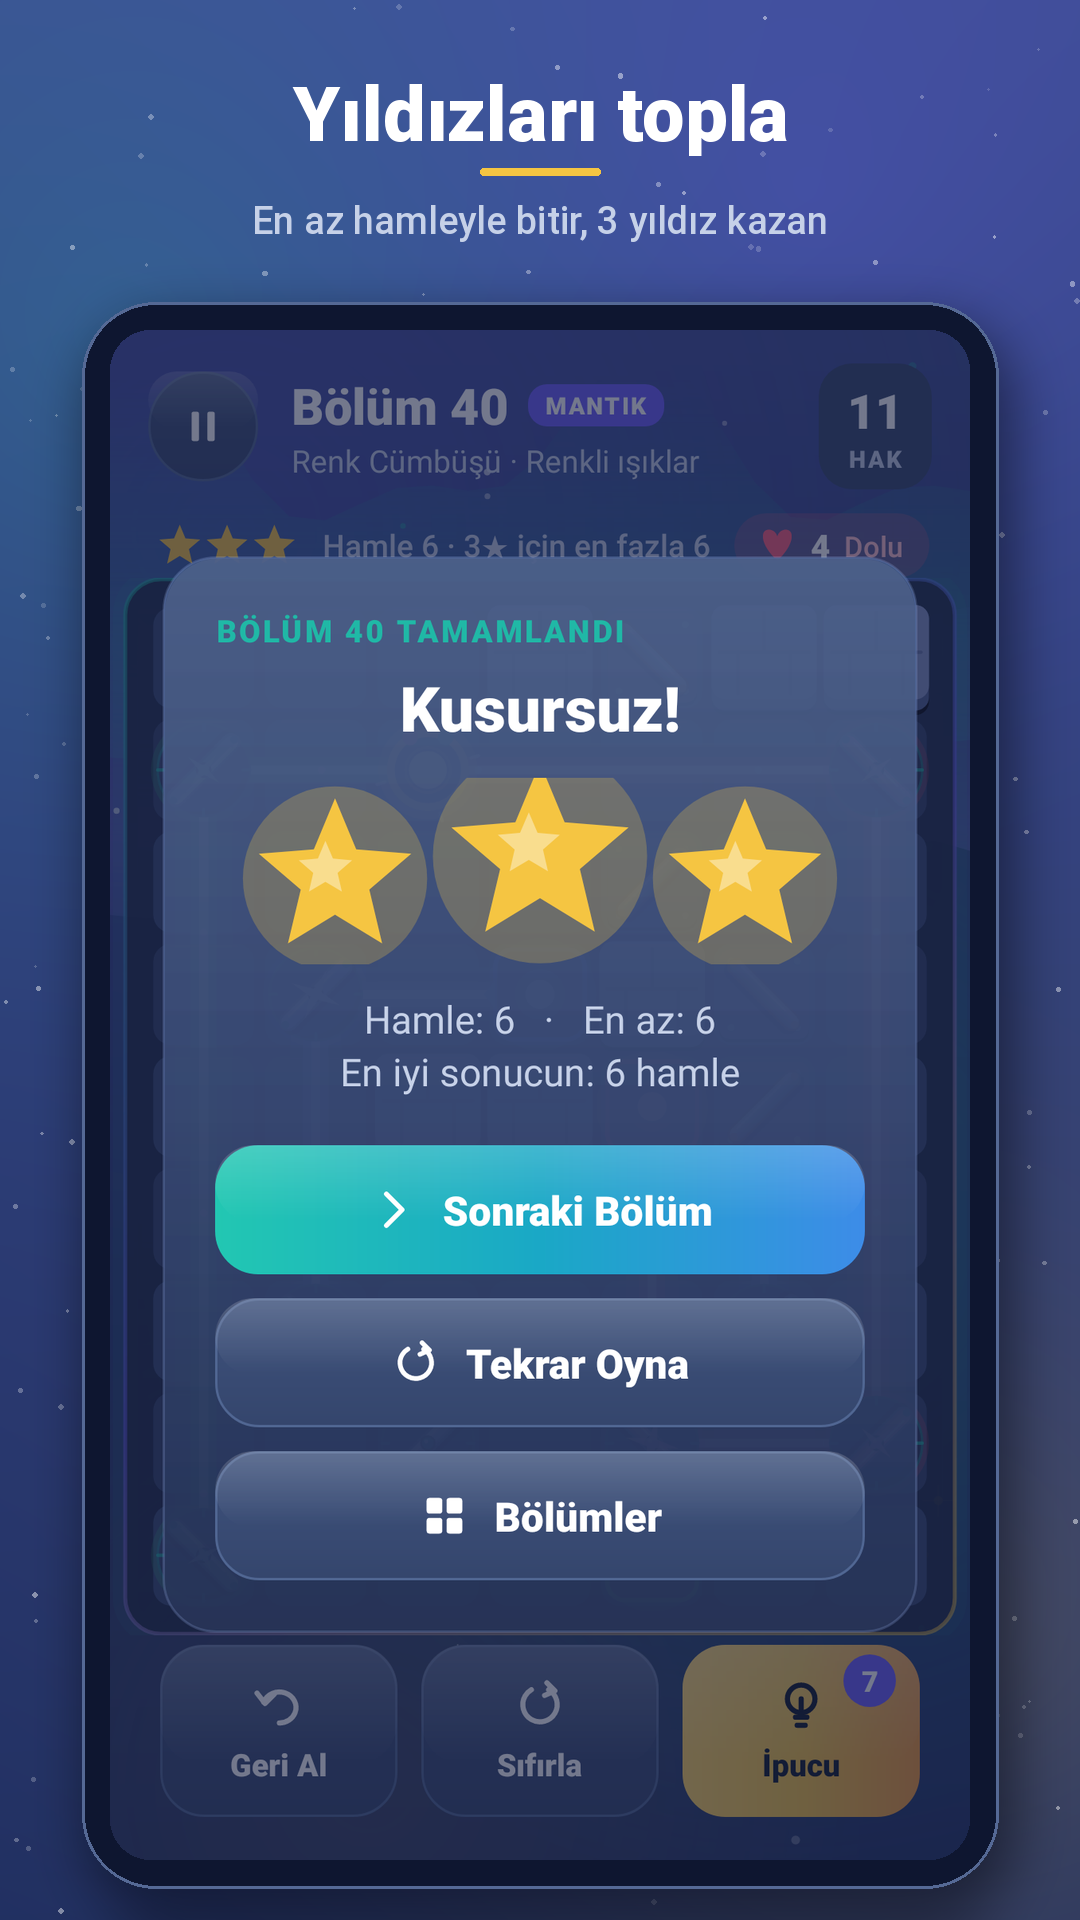 Yıldızları topla
En az hamleyle bitir, 3 yıldız kazan
Bölüm 40 MANTIK
11
HAK
Renk Cümbüşü · Renkli ışıklar
Hamle 6 · 3★ için en fazla 6
4 Dolu
BÖLÜM 40 TAMAMLANDI
Kusursuz!
Hamle: 6 · En az: 6
En iyi sonucun: 6 hamle
Sonraki Bölüm
Tekrar Oyna
Bölümler
Geri Al
Sıfırla
7
İpucu